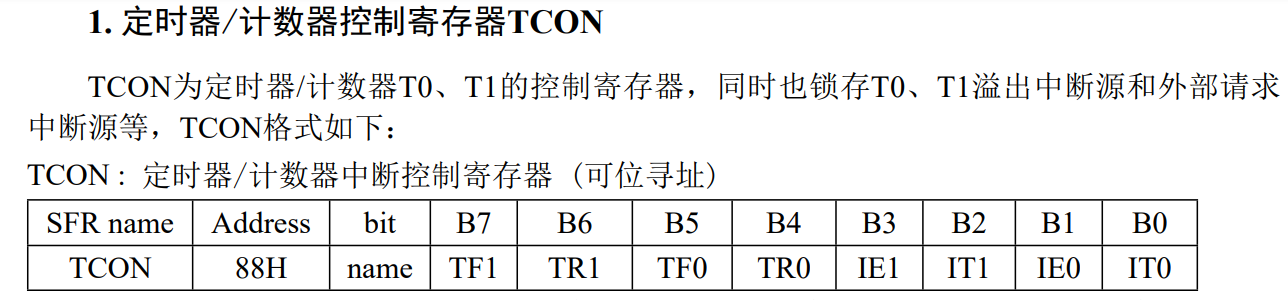 1. 定时器/计数器控制寄存器TCON
TCON为定时器/计数器T0、T1的控制寄存器，同时也锁存T0、T1溢出中断源和外部请求
中断源等，TCON格式如下：
TCON : 定时器/计数器中断控制寄存器 (可位寻址)
SFR name Address bit B7 B6 B5 B4 B3 B2 B1 B0
TCON 88H name TF1 TR1 TF0 TR0 IE1 IT1 IE0 IT0